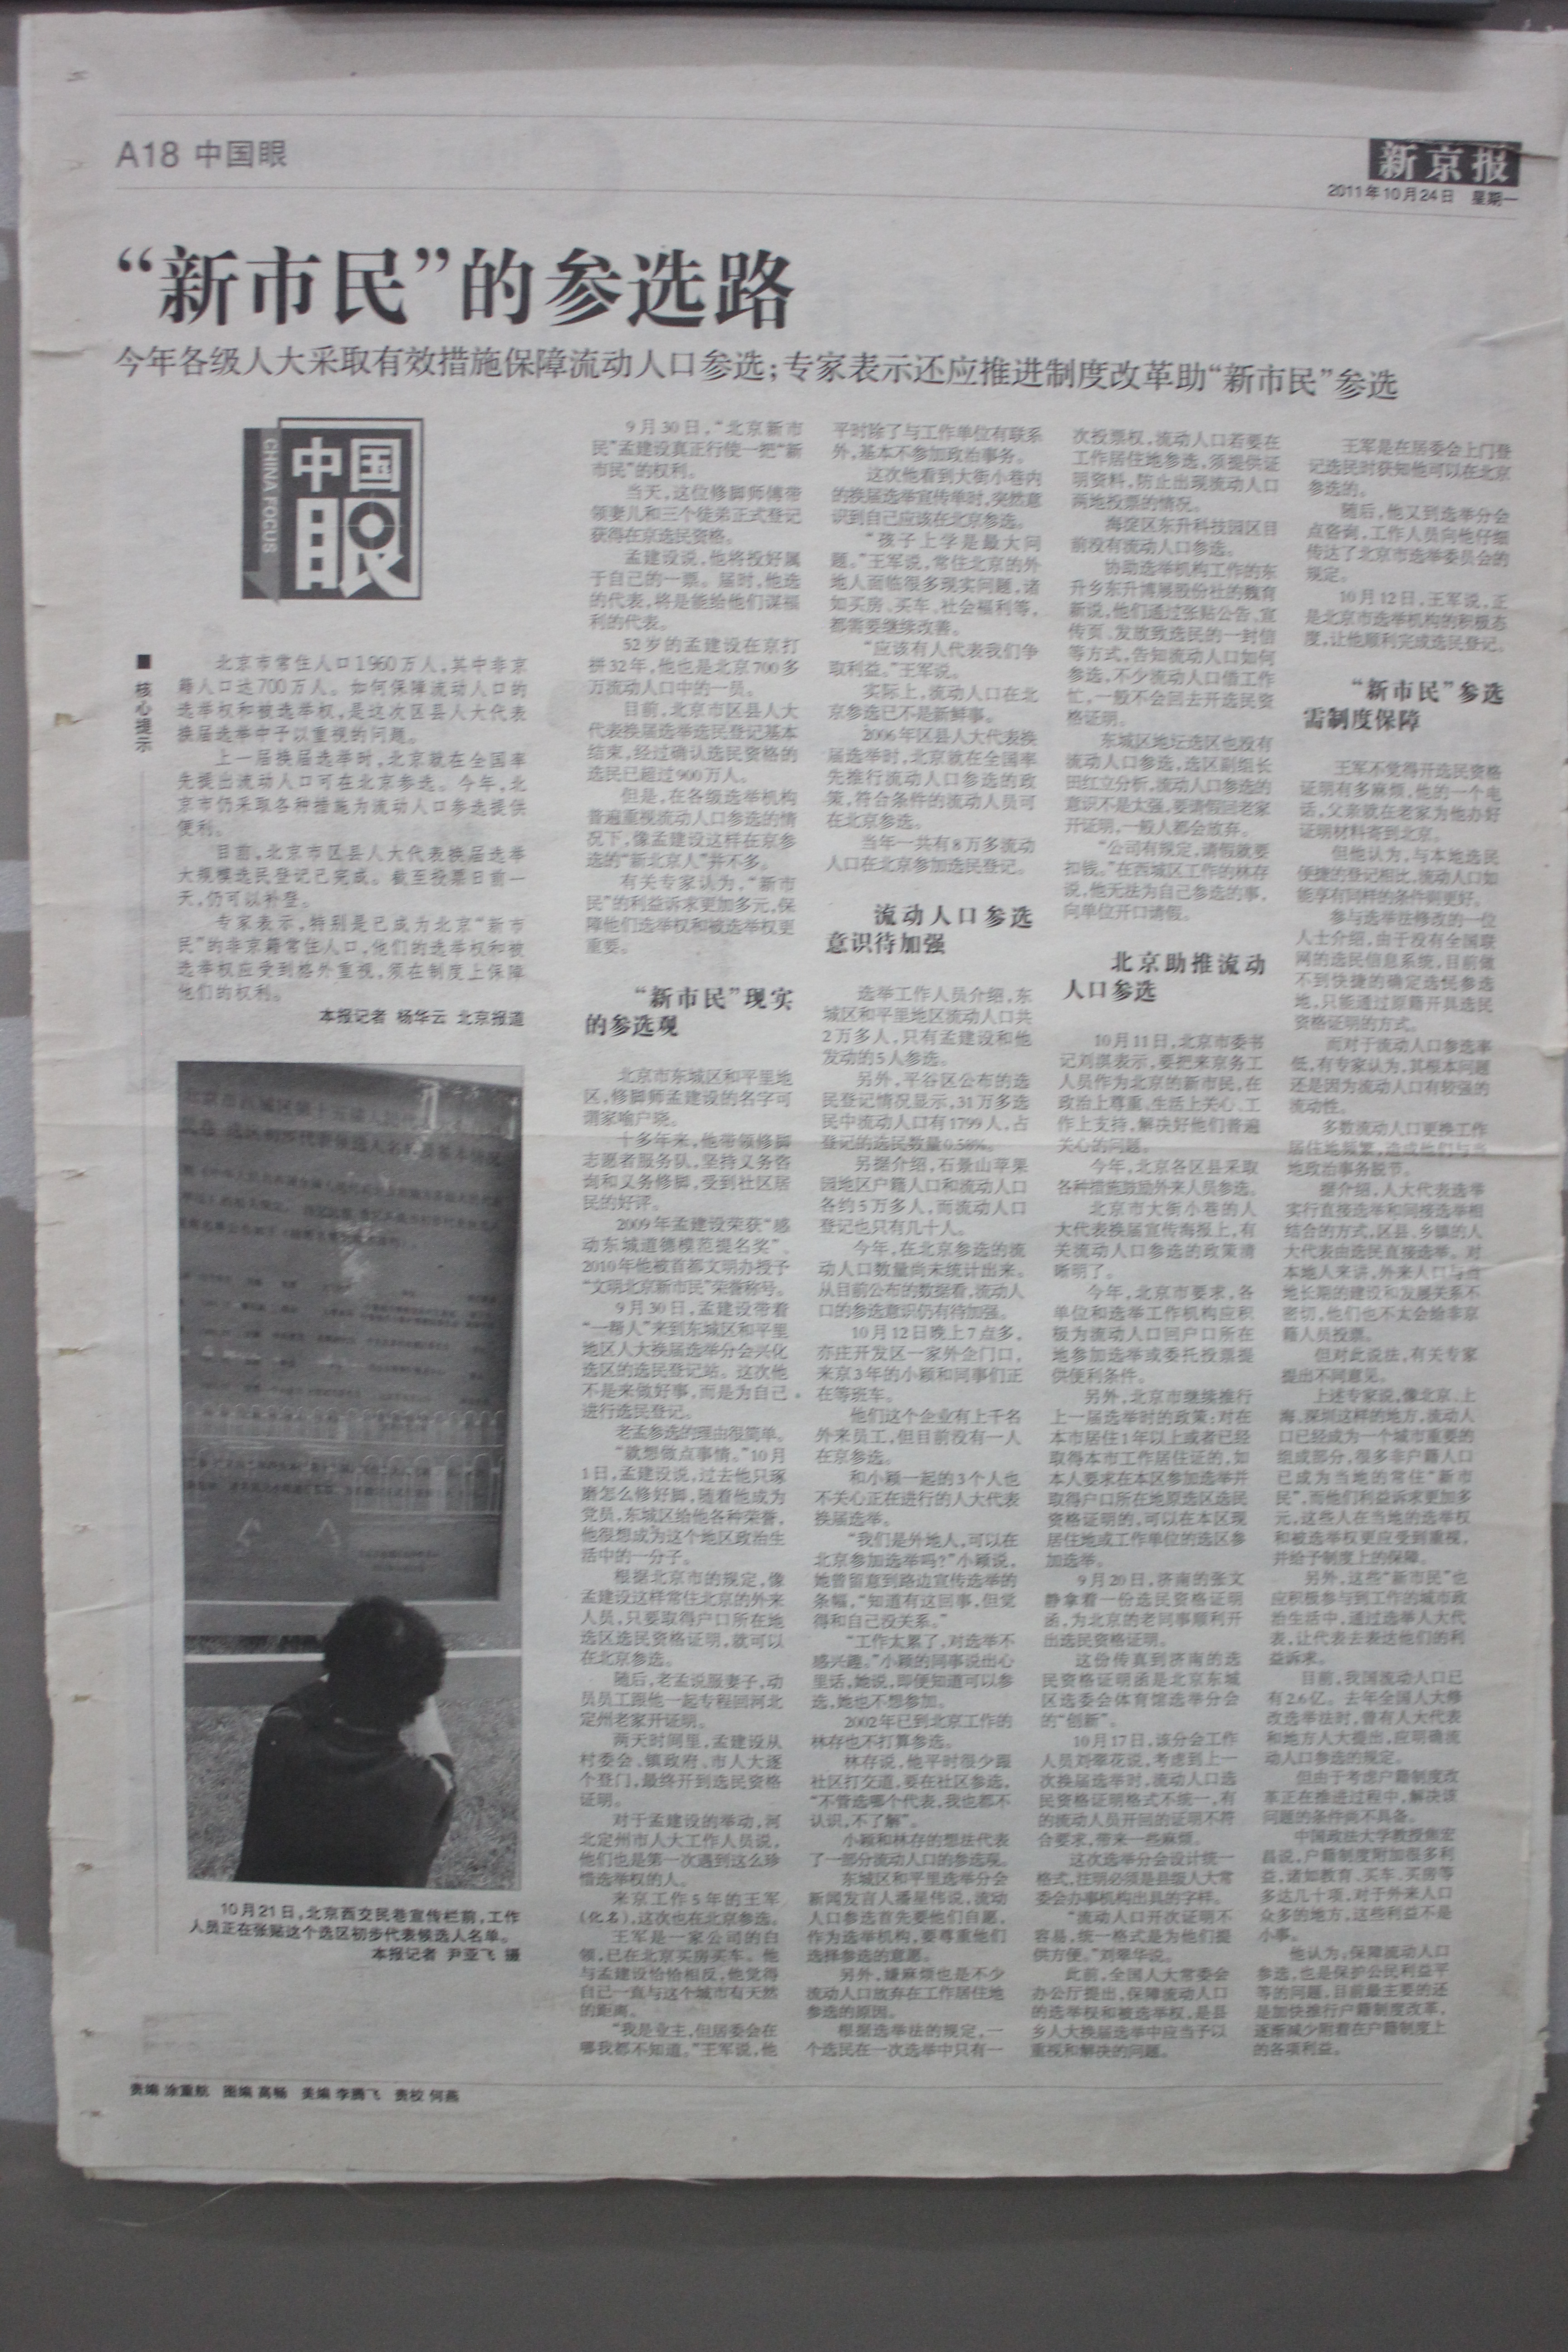 A18 中国眼
新京报
2011年10月24日 星期一
“新市民”的参选路
今年各级人大采取有效措施保障流动人口参选；专家表示还应推进制度改革助“新市民”参选
中国眼
CHINA FOCUS
■核心提示
北京市常住人口1960万人，其中非京
籍人口达700万人。如何保障流动人口的
选举权和被选举权，是这次区县人大代表
换届选举中予以重视的问题。
上一届换届选举时，北京就在全国率
先提出流动人口可在北京参选。今年，北
京市仍采取各种措施为流动人口参选提供
便利。
目前，北京市区县人大代表换届选举
大规模选民登记已完成。截至投票日前一
天，仍可以补登。
专家表示，特别是已成为北京“新市
民”的非京籍常住人口，他们的选举权和被
选举权应受到格外重视，须在制度上保障
他们的权利。
本报记者 杨华云 北京报道
10月21日，北京西交民巷宣传栏前，工作
人员正在张贴这个选区初步代表候选人名单。
本报记者 尹亚飞 摄
9月30日，“北京新市
民”孟建设真正行使一把“新
市民”的权利。
当天，这位修脚师傅带
领妻儿和三个徒弟正式登记
获得在京选民资格。
孟建设说，他将投好属
于自己的一票。届时，他选
的代表，将是能给他们谋福
利的代表。
52岁的孟建设在京打
拼32年，他也是北京700多
万流动人口中的一员。
目前，北京市区县人大
代表换届选举选民登记基本
结束，经过确认选民资格的
选民已超过900万人。
但是，在各级选举机构
普遍重视流动人口参选的情
况下，像孟建设这样在京参
选的“新北京人”并不多。
有关专家认为，“新市
民”的利益诉求更加多元，保
障他们选举权和被选举权更
重要。
“新市民”现实
的参选观
北京市东城区和平里地
区，修脚师孟建设的名字可
谓家喻户晓。
十多年来，他带领修脚
志愿者服务队，坚持义务咨
询和义务修脚，受到社区居
民的好评。
2009年孟建设荣获“感
动东城道德模范提名奖”、
2010年他被首都文明办授予
“文明北京新市民”荣誉称号。
9月30日，孟建设带着
“一帮人”来到东城区和平里
地区人大换届选举分会兴化
选区的选民登记站。这次他
不是来做好事，而是为自己
进行选民登记。
老孟参选的理由很简单。
“就想做点事情。”10月
1日，孟建设说，过去他只琢
磨怎么修好脚，随着他成为
党员，东城区给他各种荣誉，
他很想成为这个地区政治生
活中的一分子。
根据北京市的规定，像
孟建设这样常住北京的外来
人员，只要取得户口所在地
选区选民资格证明，就可以
在北京参选。
随后，老孟说服妻子，动
员员工跟他一起专程回河北
定州老家开证明。
两天时间里，孟建设从
村委会、镇政府、市人大逐
个登门，最终开到选民资格
证明。
对于孟建设的举动，河
北定州市人大工作人员说，
他们也是第一次遇到这么珍
惜选举权的人。
来京工作5年的王军
（化名），这次也在北京参选。
王军是一家公司的白
领，已在北京买房买车。他
与孟建设恰恰相反，他觉得
自己一直与这个城市有天然
的距离。
“我是业主，但居委会在
哪我都不知道。”王军说，他
平时除了与工作单位有联系
外，基本不参加政治事务。
这次他看到大街小巷内
的换届选举宣传单时，突然意
识到自己应该在北京参选。
“孩子上学是最大问
题。”王军说，常住北京的外
地人面临很多现实问题，诸
如买房、买车、社会福利等，
都需要继续改善。
“应该有人代表我们争
取利益。”王军说。
实际上，流动人口在北
京参选已不是新鲜事。
2006年区县人大代表换
届选举时，北京就在全国率
先推行流动人口参选的政
策，符合条件的流动人员可
在北京参选。
当年一共有8万多流动
人口在北京参加选民登记。
流动人口参选
意识待加强
选举工作人员介绍，东
城区和平里地区流动人口共
2万多人，只有孟建设和他
发动的5人参选。
另外，平谷区公布的选
民登记情况显示，31万多选
民中流动人口有1799人，占
登记的选民数量0.58%。
另据介绍，石景山苹果
园地区户籍人口和流动人口
各约5万多人，而流动人口
登记也只有几十人。
今年，在北京参选的流
动人口数量尚未统计出来。
从目前公布的数据看，流动人
口的参选意识仍有待加强。
10月12日晚上7点多，
亦庄开发区一家外企门口，
来京3年的小颖和同事们正
在等班车。
他们这个企业有上千名
外来员工，但目前没有一人
在京参选。
和小颖一起的3个人也
不关心正在进行的人大代表
换届选举。
“我们是外地人，可以在
北京参加选举吗？”小颖说，
她曾留意到路边宣传选举的
条幅，“知道有这回事，但觉
得和自己没关系。”
“工作太累了，对选举不
感兴趣。”小颖的同事说出心
里话，她说，即便知道可以参
选，她也不想参加。
2002年已到北京工作的
林存也不打算参选。
林存说，他平时很少跟
社区打交道，要在社区参选，
“不管选哪个代表，我也都不
认识，不了解”。
小颖和林存的想法代表
了一部分流动人口的参选观。
东城区和平里选举分会
新闻发言人潘星伟说，流动
人口参选首先要他们自愿，
作为选举机构，要尊重他们
选择参选的意愿。
另外，嫌麻烦也是不少
流动人口放弃在工作居住地
参选的原因。
根据选举法的规定，一
个选民在一次选举中只有一
次投票权，流动人口若要在
工作居住地参选，须提供证
明资料，防止出现流动人口
两地投票的情况。
海淀区东升科技园区目
前没有流动人口参选。
协助选举机构工作的东
升乡东升博展股份社的魏育
新说，他们通过张贴公告、宣
传页、发放致选民的一封信
等方式，告知流动人口如何
参选，不少流动人口借工作
忙，一般不会回去开选民资
格证明。
东城区地坛选区也没有
流动人口参选，选区副组长
田红立分析，流动人口参选的
意识不是太强，要请假回老家
开证明，一般人都会放弃。
“公司有规定，请假就要
扣钱。”在西城区工作的林存
说，他无法为自己参选的事，
向单位开口请假。
北京助推流动
人口参选
10月11日，北京市委书
记刘淇表示，要把来京务工
人员作为北京的新市民，在
政治上尊重、生活上关心、工
作上支持，解决好他们普遍
关心的问题。
今年，北京各区县采取
各种措施鼓励外来人员参选。
北京市大街小巷的人
大代表换届宣传海报上，有
关流动人口参选的政策清
晰明了。
今年，北京市要求，各
单位和选举工作机构应积
极为流动人口回户口所在
地参加选举或委托投票提
供便利条件。
另外，北京市继续推行
上一届选举时的政策：对在
本市居住1年以上或者已经
取得本市工作居住证的，如
本人要求在本区参加选举并
取得户口所在地原选区选民
资格证明的，可以在本区现
居住地或工作单位的选区参
加选举。
9月20日，济南的张文
静拿着一份选民资格证明
函，为北京的老同事顺利开
出选民资格证明。
这份传真到济南的选
民资格证明函是北京东城
区选委会体育馆选举分会
的“创新”。
10月17日，该分会工作
人员刘翠花说，考虑到上一
次换届选举时，流动人口选
民资格证明格式不统一，有
的流动人员开回的证明不符
合要求，带来一些麻烦。
这次选举分会设计统一
格式，注明必须是县级人大常
委会办事机构出具的字样。
“流动人口开次证明不
容易，统一格式是为他们提
供方便。”刘翠华说。
此前，全国人大常委会
办公厅提出，保障流动人口
的选举权和被选举权，是县
乡人大换届选举中应当予以
重视和解决的问题。
王军是在居委会上门登
记选民时获知他可以在北京
参选的。
随后，他又到选举分会
点咨询，工作人员向他仔细
传达了北京市选举委员会的
规定。
10月12日，王军说，正
是北京市选举机构的积极态
度，让他顺利完成选民登记。
“新市民”参选
需制度保障
王军不觉得开选民资格
证明有多麻烦，他的一个电
话，父亲就在老家为他办好
证明材料寄到北京。
但他认为，与本地选民
便捷的登记相比，流动人口如
能享有同样的条件则更好。
参与选举法修改的一位
人士介绍，由于没有全国联
网的选民信息系统，目前做
不到快捷的确定选民参选
地，只能通过原籍开具选民
资格证明的方式。
而对于流动人口参选率
低，有专家认为，其根本问题
还是因为流动人口有较强的
流动性。
多数流动人口更换工作
居住地频繁，造成他们与当
地政治事务脱节。
据介绍，人大代表选举
实行直接选举和间接选举相
结合的方式，区县、乡镇的人
大代表由选民直接选举。对
本地人来讲，外来人口与当
地长期的建设和发展关系不
密切，他们也不太会给非京
籍人员投票。
但对此说法，有关专家
提出不同意见。
上述专家说，像北京、上
海、深圳这样的地方，流动人
口已经成为一个城市重要的
组成部分，很多非户籍人口
已成为当地的常住“新市
民”，而他们利益诉求更加多
元，这些人在当地的选举权
和被选举权更应受到重视，
并给予制度上的保障。
另外，这些“新市民”也
应积极参与到工作的城市政
治生活中，通过选举人大代
表，让代表去表达他们的利
益诉求。
目前，我国流动人口已
有2.6亿。去年全国人大修
改选举法时，曾有人大代表
和地方人大提出，应明确流
动人口参选的规定。
但由于考虑户籍制度改
革正在推进过程中，解决该
问题的条件尚不具备。
中国政法大学教授焦宏
昌说，户籍制度附加很多利
益，诸如教育、买车、买房等
多达几十项，对于外来人口
众多的地方，这些利益不是
小事。
他认为，保障流动人口
参选，也是保护公民利益平
等的问题，目前最主要的还
是加快推行户籍制度改革，
逐渐减少附着在户籍制度上
的各项利益。
责编 涂重航 图编 高畅 美编 李腾飞 责校 何燕